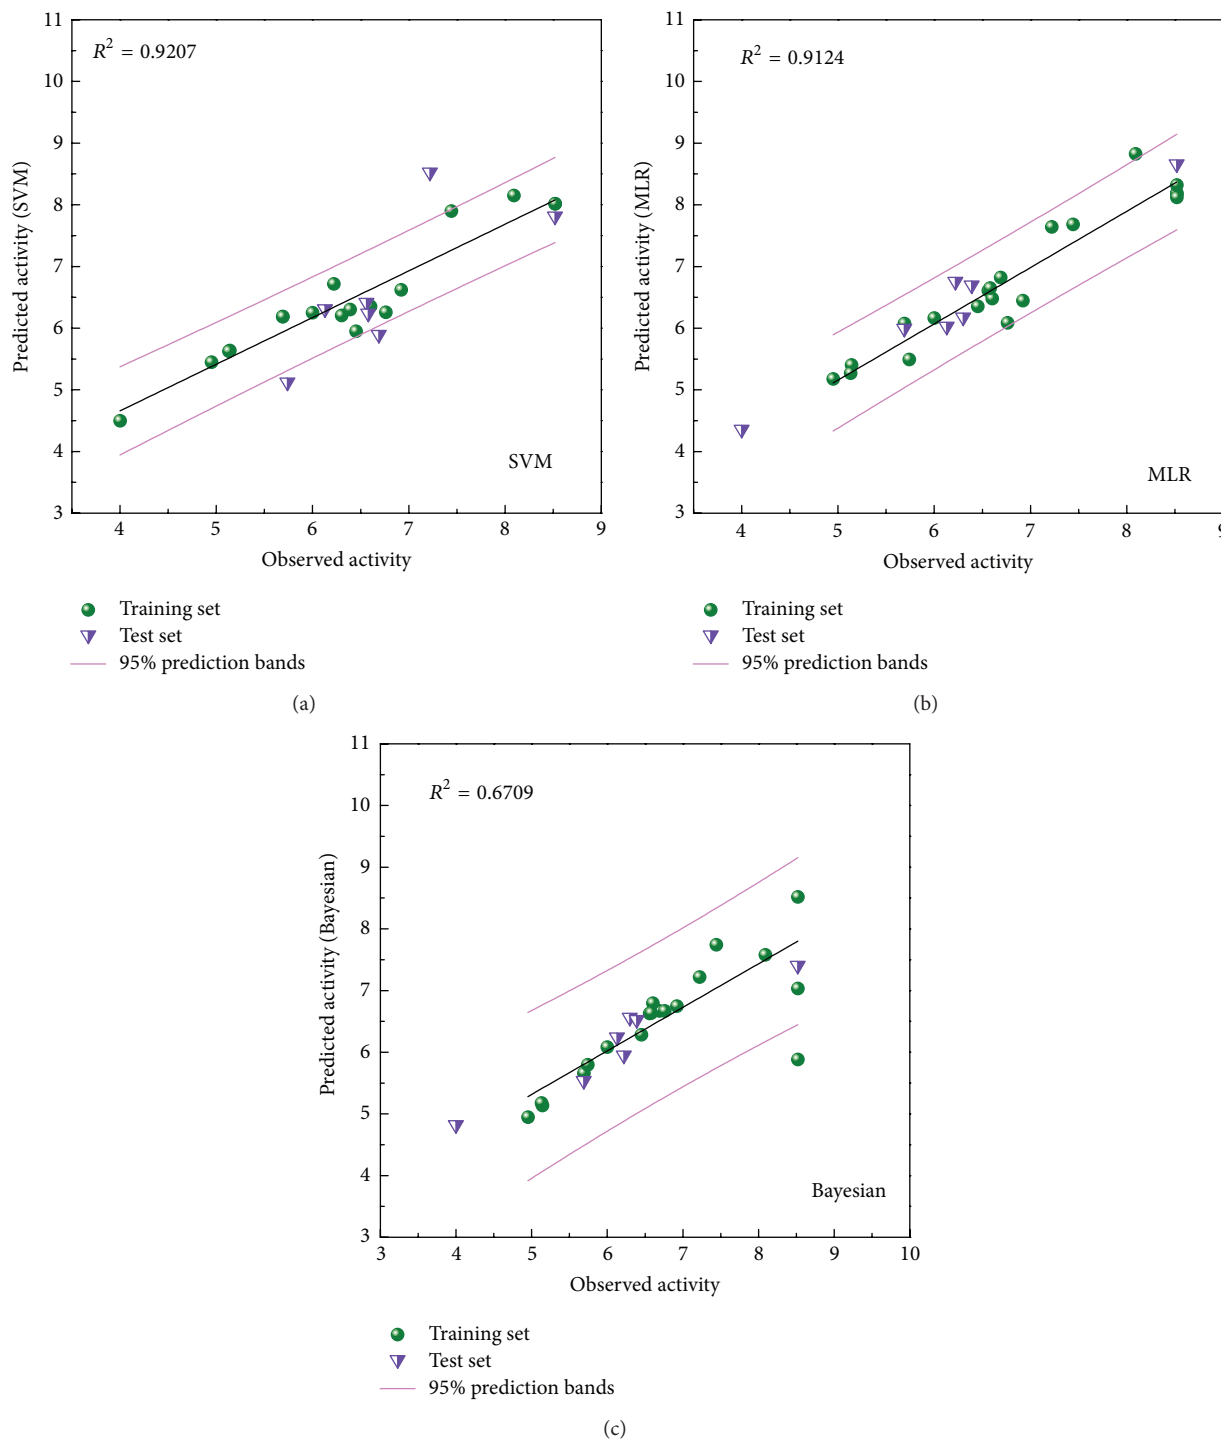 11
10
9
8
7
6
5
4
3
Predicted activity (SVM)
R² = 0.9207
SVM
4 5 6 7 8 9
Observed activity
Training set
Test set
95% prediction bands
(a)
11
10
9
8
7
6
5
4
3
Predicted activity (MLR)
R² = 0.9124
MLR
4 5 6 7 8 9
Observed activity
Training set
Test set
95% prediction bands
(b)
11
10
9
8
7
6
5
4
3
Predicted activity (Bayesian)
R² = 0.6709
Bayesian
3 4 5 6 7 8 9 10
Observed activity
Training set
Test set
95% prediction bands
(c)